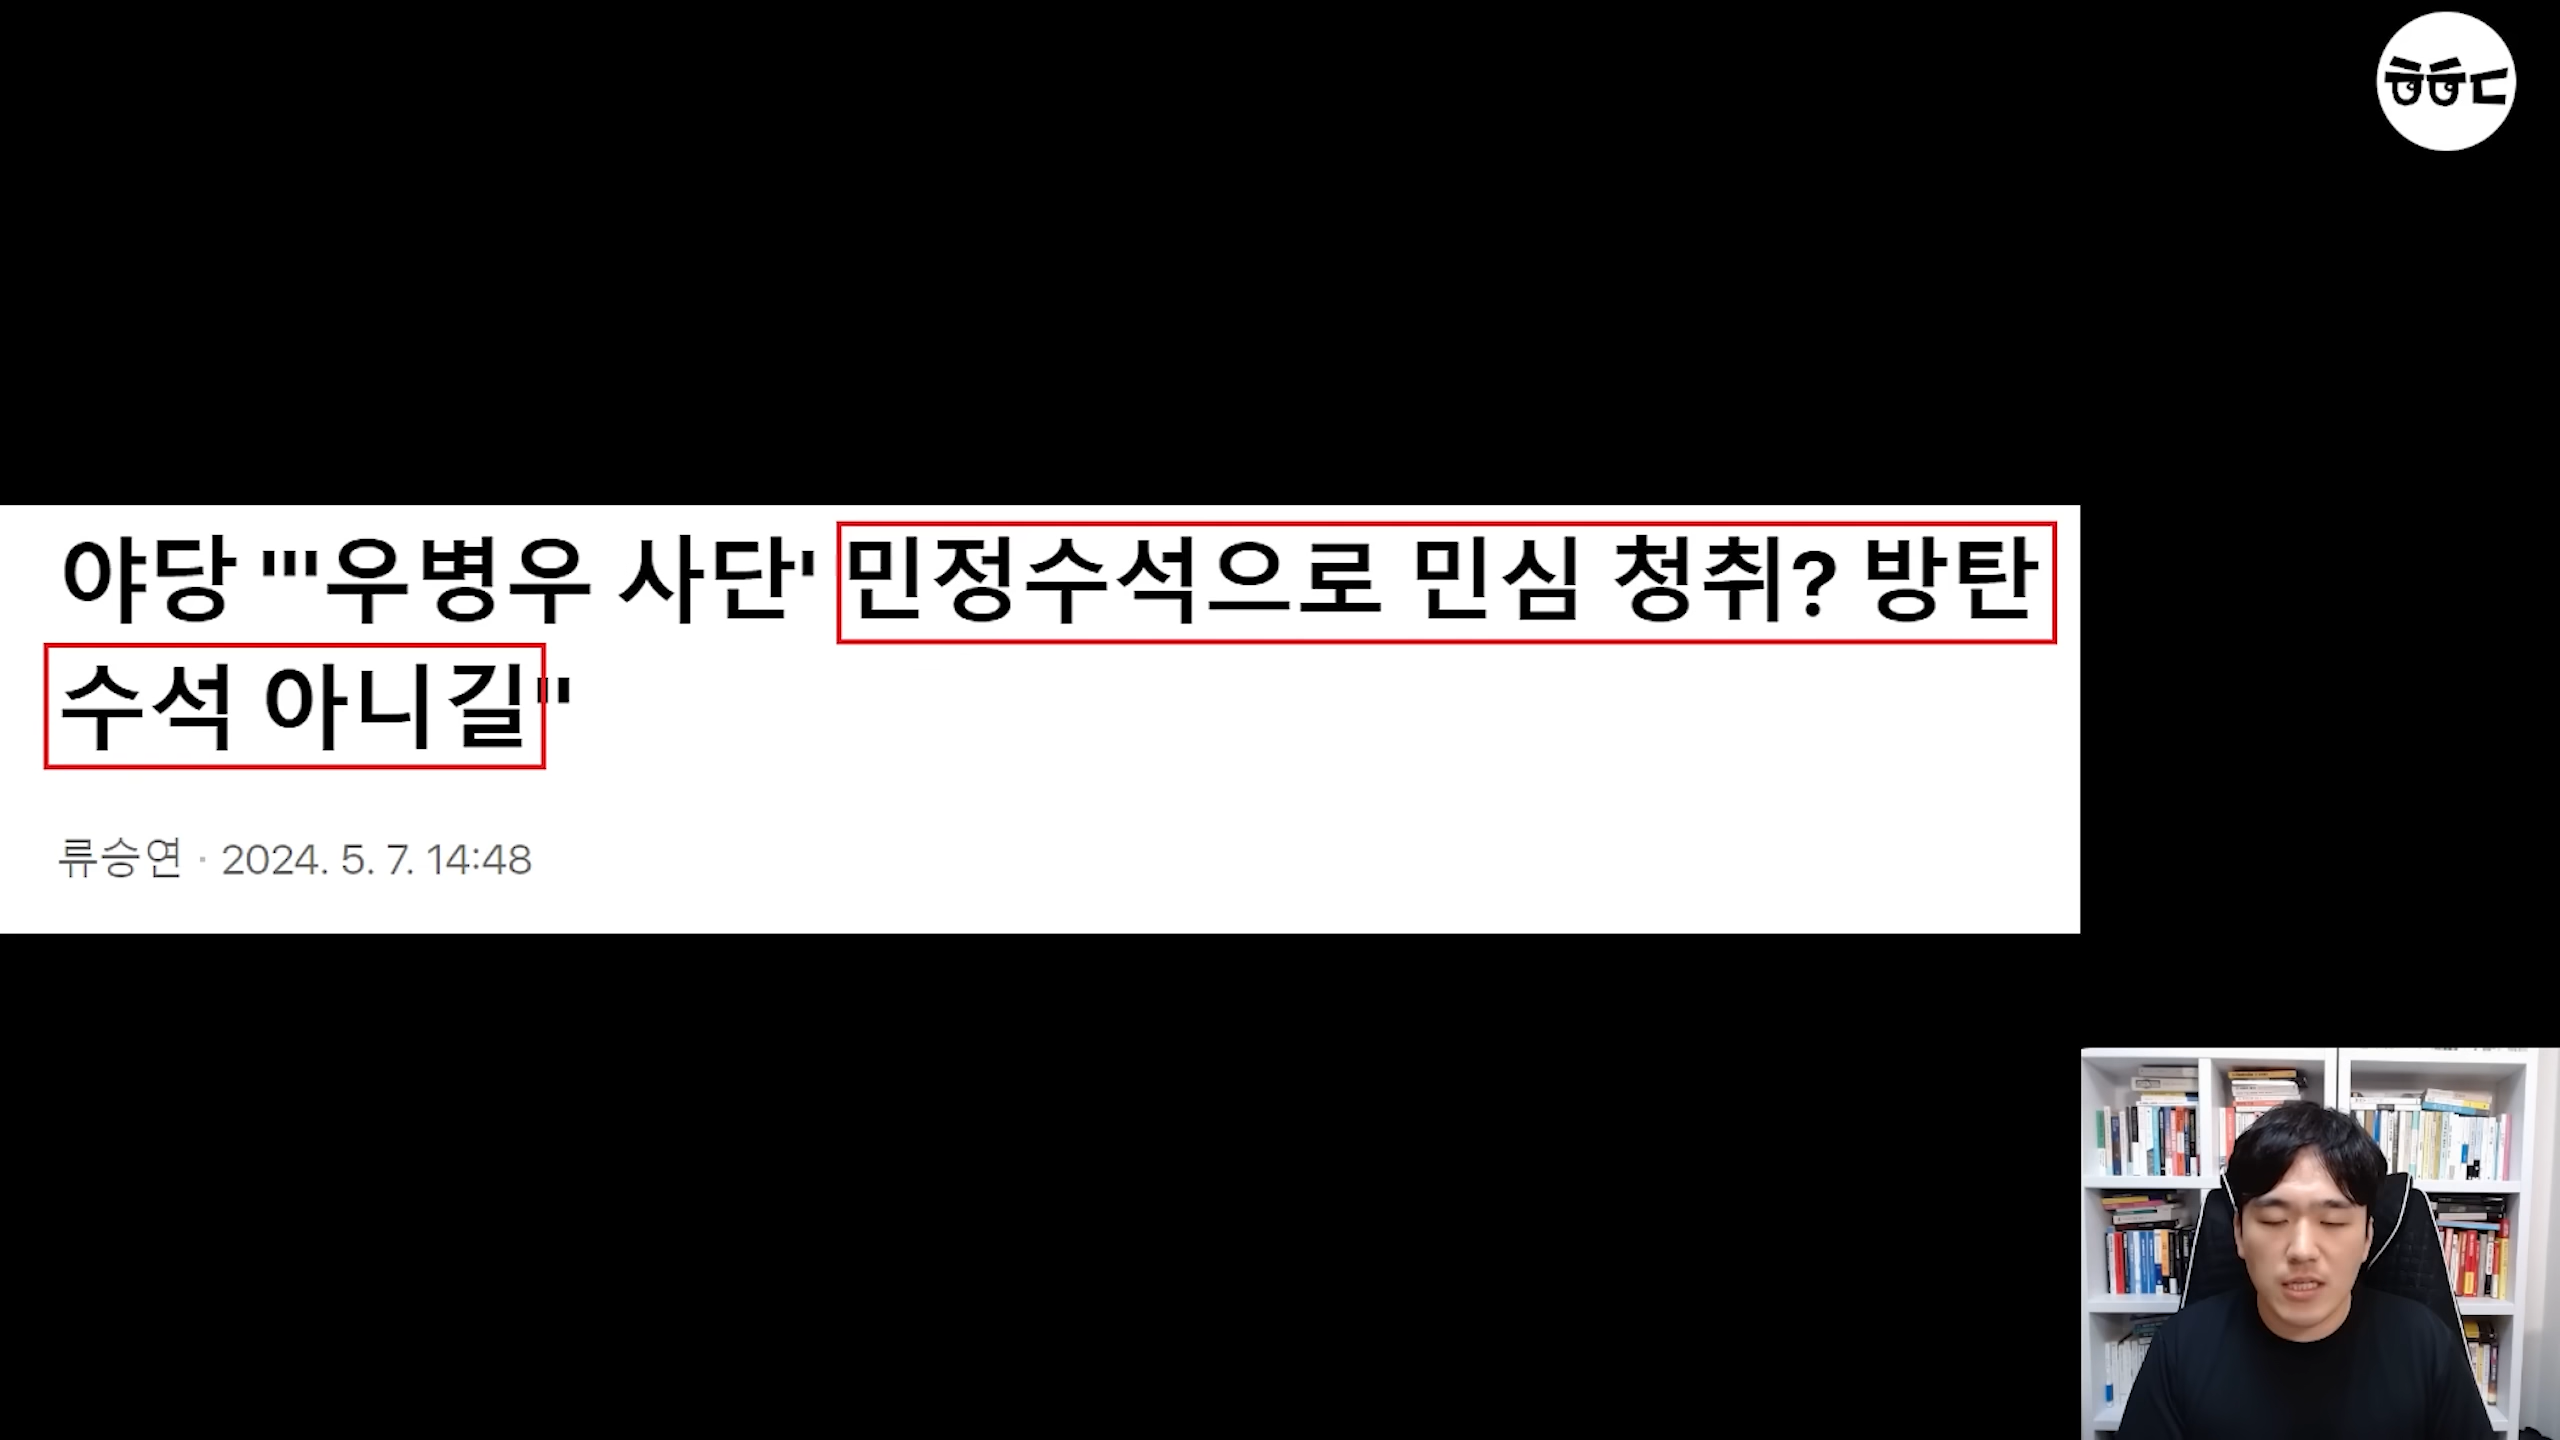 ㅎㅎㄷ
야당 "'우병우 사단' 민정수석으로 민심 청취? 방탄
수석 아니길"
류승연 · 2024. 5. 7. 14:48